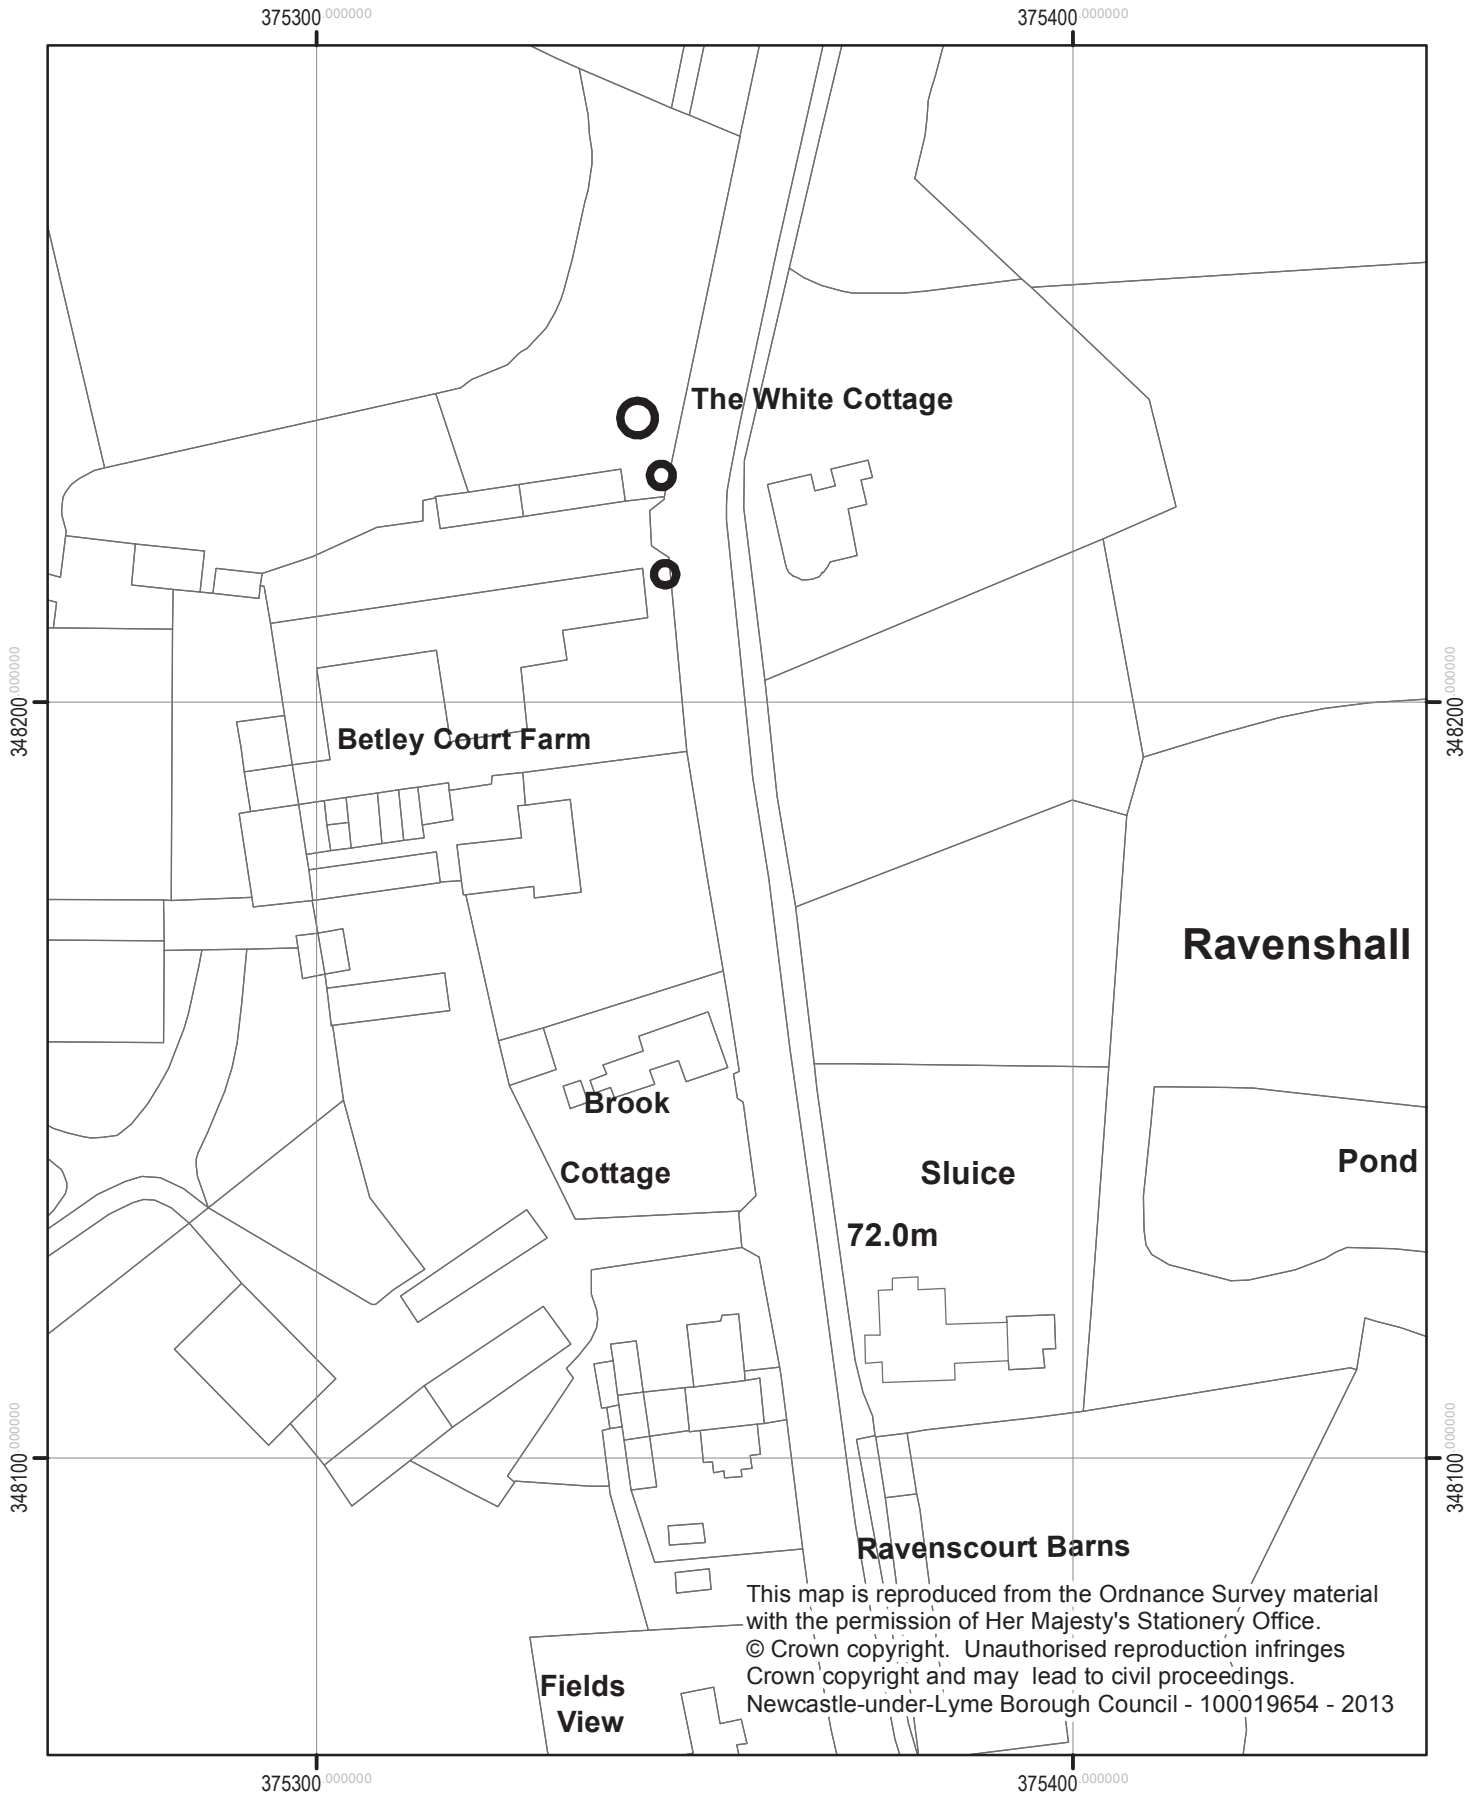 375300.000000
375400.000000
The White Cottage
348200.000000
348200.000000
Betley Court Farm
Ravenshall
Brook
Cottage
Sluice
Pond
72.0m
348100.000000
348100.000000
Ravenscourt Barns
This map is reproduced from the Ordnance Survey material
with the permission of Her Majesty's Stationery Office.
© Crown copyright. Unauthorised reproduction infringes
Crown copyright and may lead to civil proceedings.
Newcastle-under-Lyme Borough Council - 100019654 - 2013
Fields
View
375300.000000
375400.000000